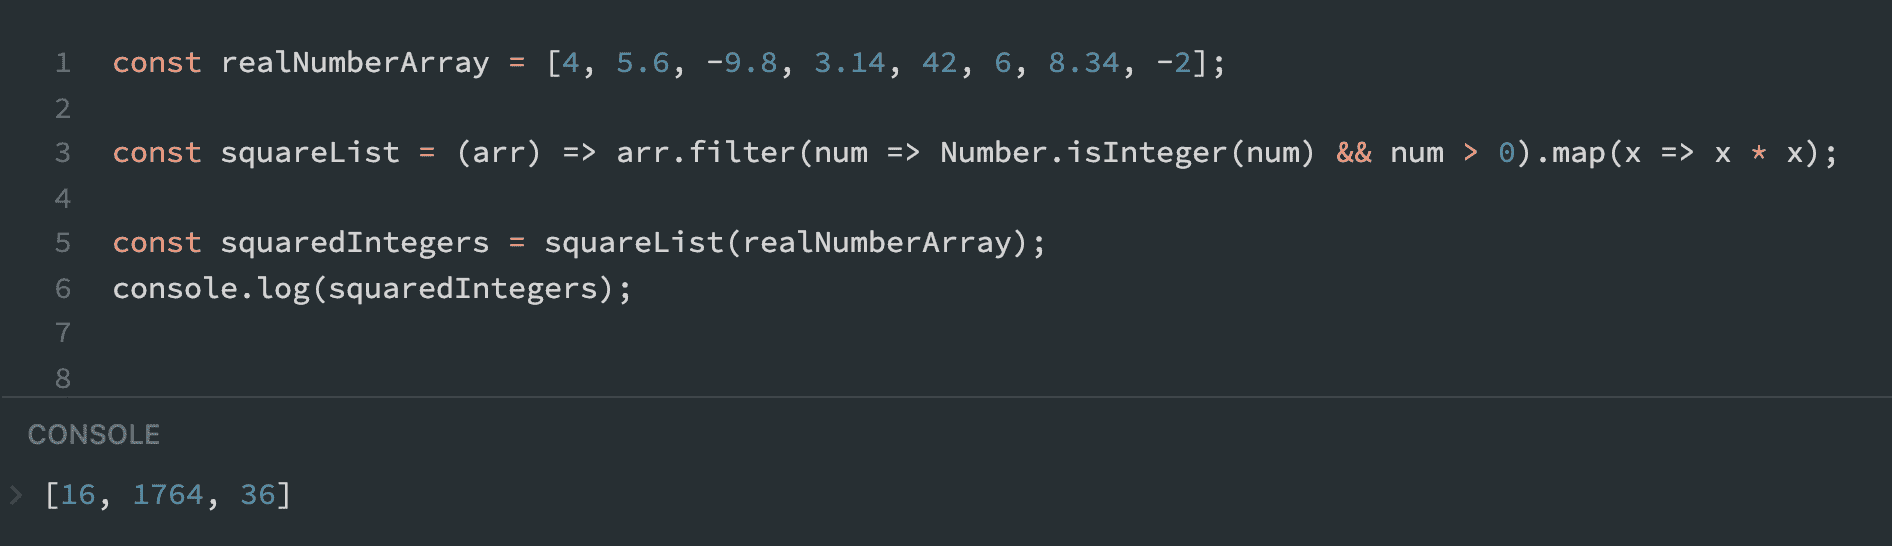 1 const realNumberArray = [4, 5.6, -9.8, 3.14, 42, 6, 8.34, -2];
2
3 const squareList = (arr) => arr.filter(num => Number.isInteger(num) && num > 0).map(x => x * x);
4
5 const squaredIntegers = squareList(realNumberArray);
6 console.log(squaredIntegers);
7
8
CONSOLE
> [16, 1764, 36]